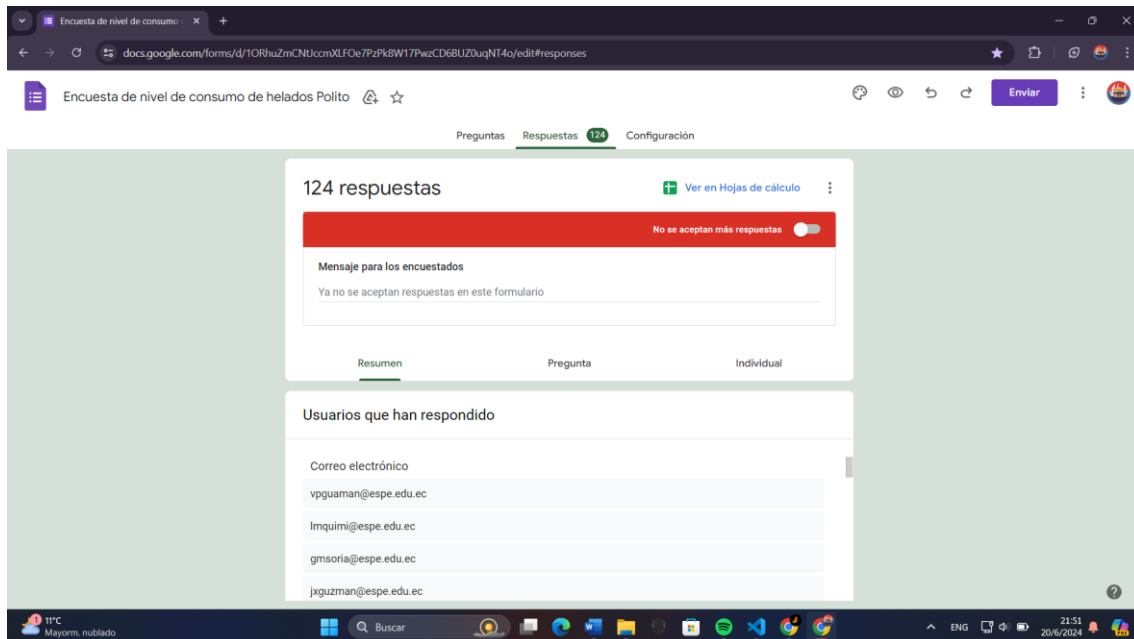 Encuesta de nivel de consumo
docs.google.com/forms/d/1ORhuZmCNtJccmXLFOe7PzPk8W17PwzCD6BUZ0uqNT4o/edit#responses
Encuesta de nivel de consumo de helados Polito
Enviar
Preguntas Respuestas 124 Configuración
124 respuestas
Ver en Hojas de cálculo
No se aceptan más respuestas
Mensaje para los encuestados
Ya no se aceptan respuestas en este formulario
Resumen Pregunta Individual
Usuarios que han respondido
Correo electrónico
vpguaman@espe.edu.ec
lmquimi@espe.edu.ec
gmsoria@espe.edu.ec
jxguzman@espe.edu.ec
1
11°C
Mayorm. nublado
Buscar
ENG
21:51
20/6/2024